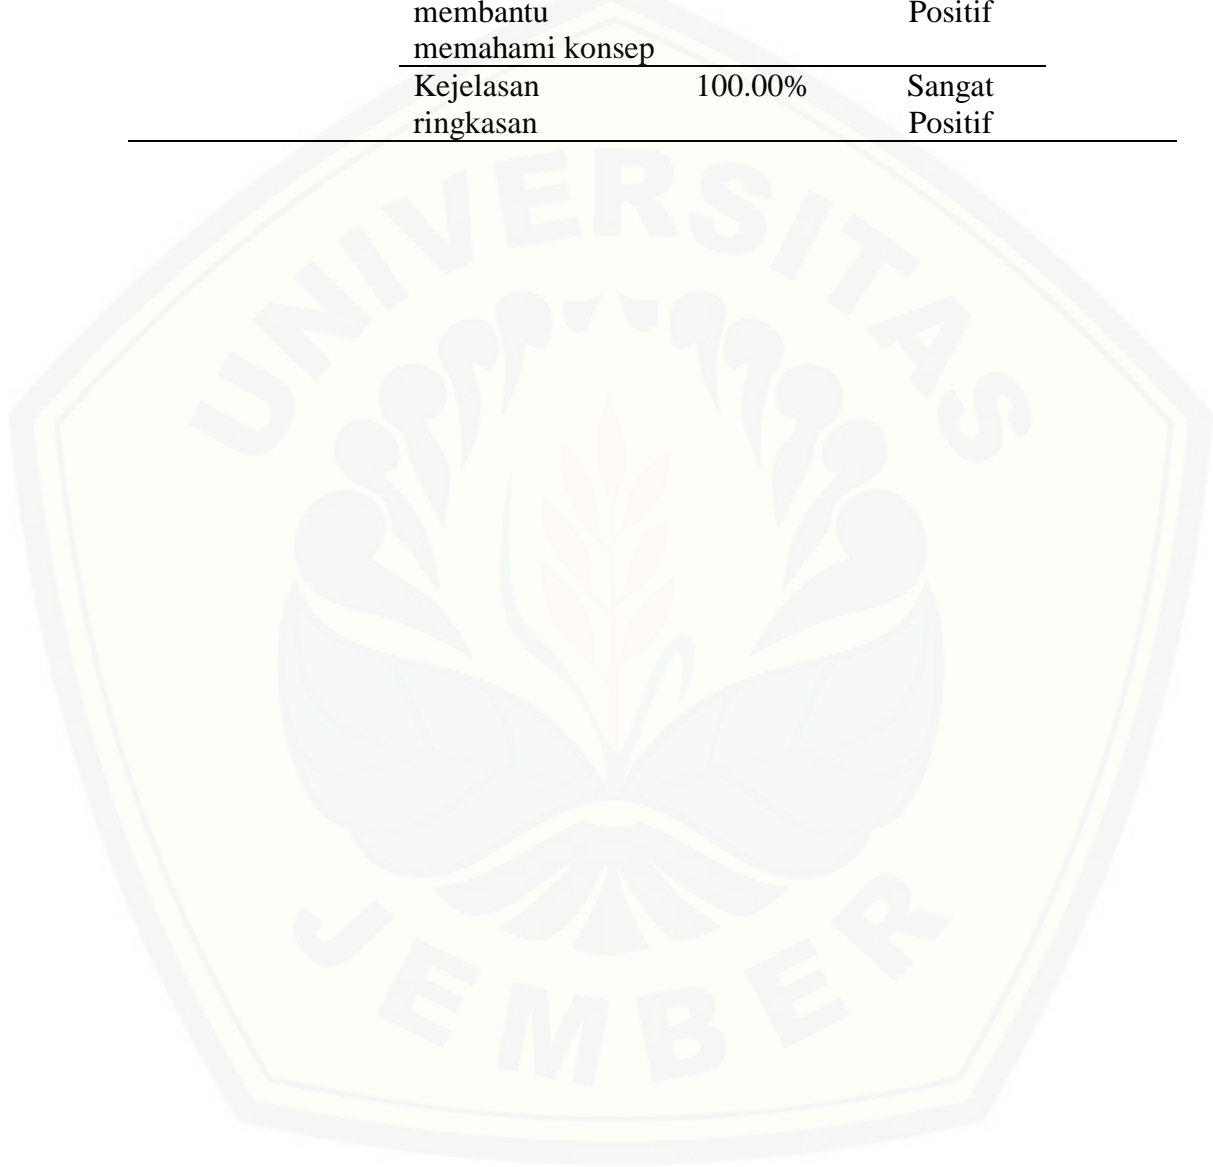 membantu Positif
memahami konsep
Kejelasan 100.00% Sangat
ringkasan Positif
UNIVERSITAS
JEMBER